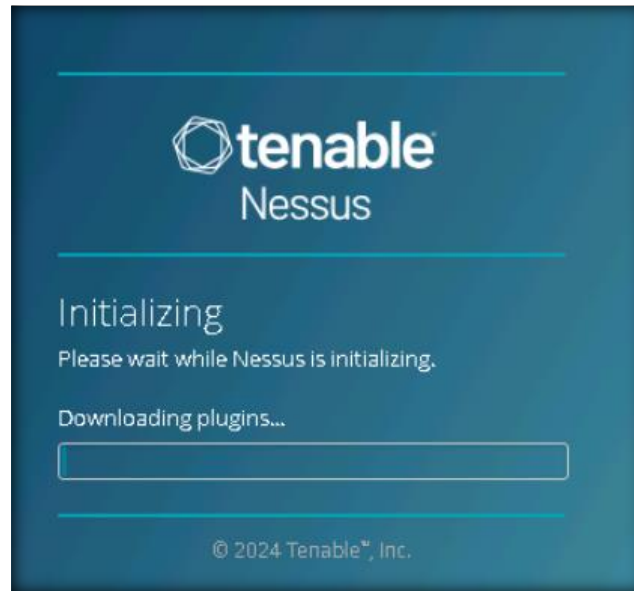 tenable
Nessus
Initializing
Please wait while Nessus is initializing.
Downloading plugins...
© 2024 Tenable™, Inc.